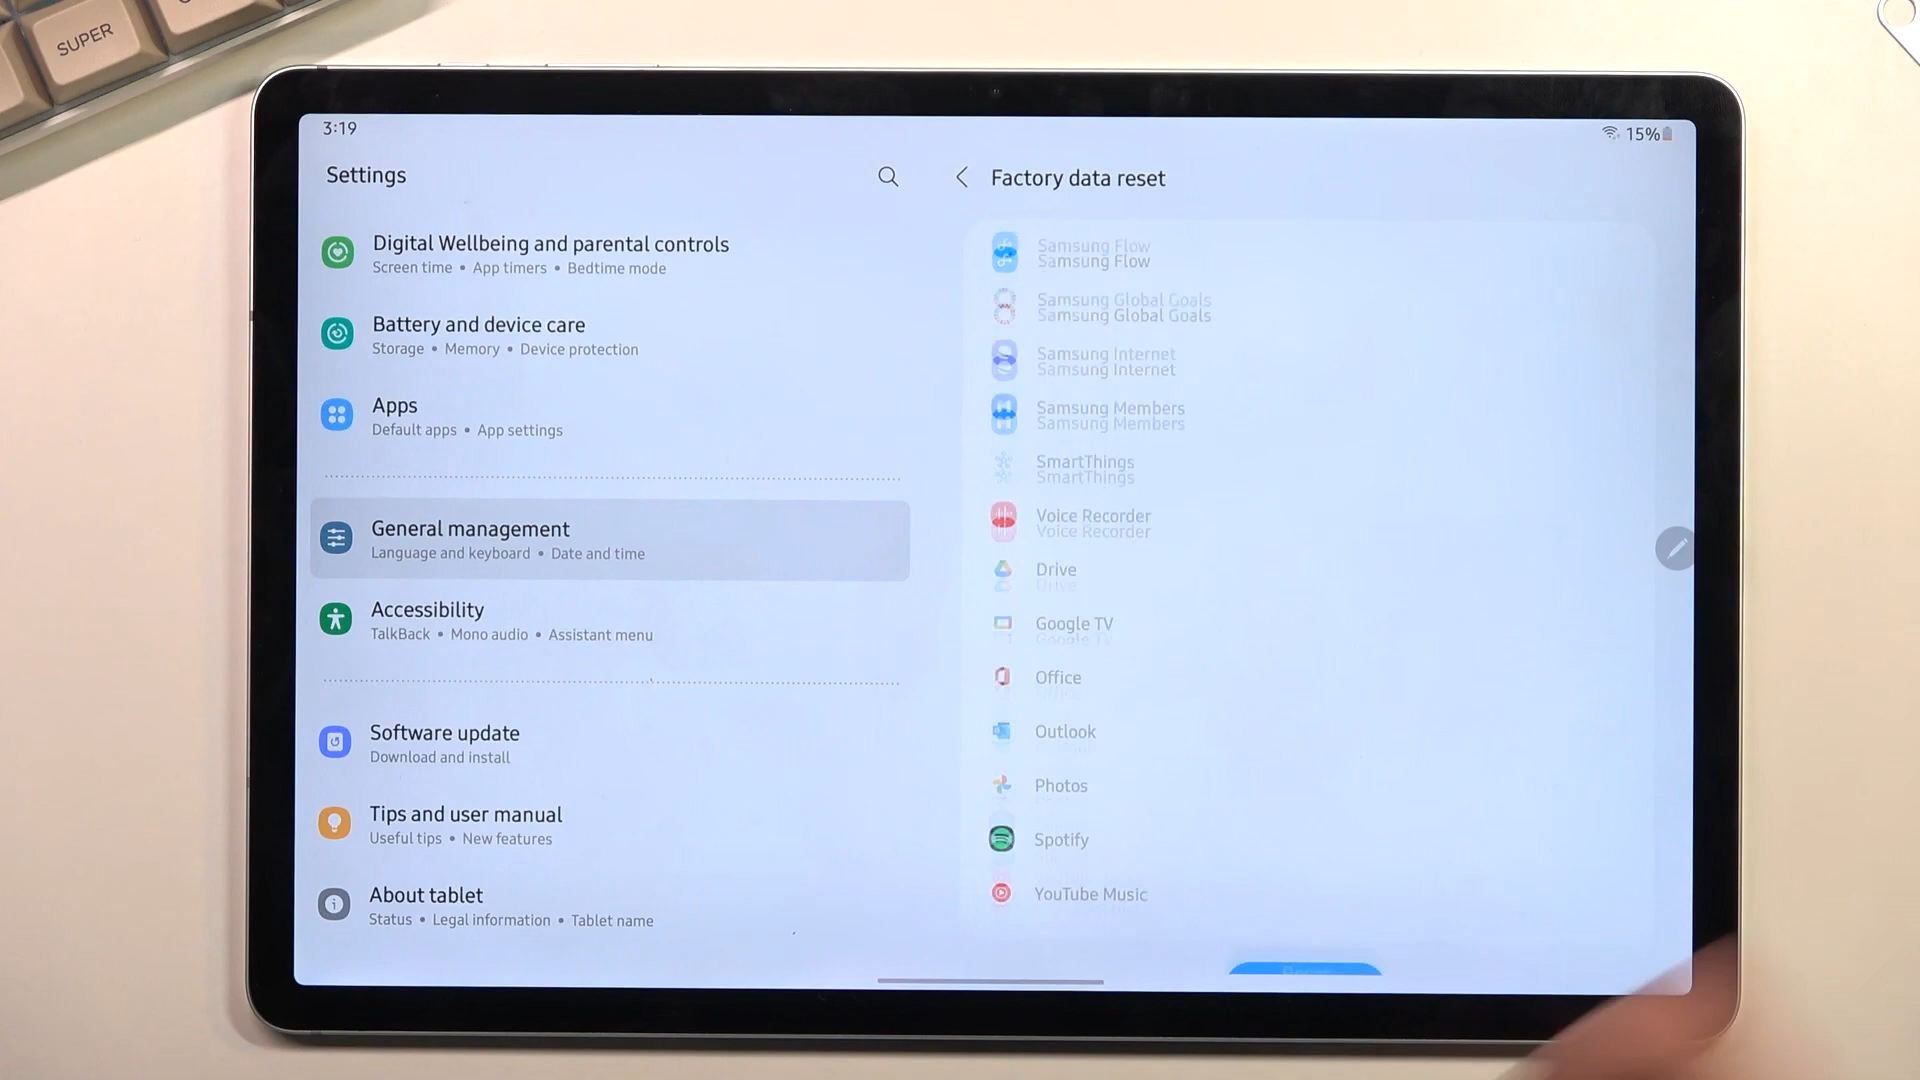 SUPER
3:19
15%
Settings
Factory data reset
Digital Wellbeing and parental controls
Screen time • App timers • Bedtime mode
Battery and device care
Storage • Memory • Device protection
Apps
Default apps • App settings
General management
Language and keyboard • Date and time
Accessibility
TalkBack • Mono audio • Assistant menu
Software update
Download and install
Tips and user manual
Useful tips • New features
About tablet
Status • Legal information • Tablet name
Samsung Flow
Samsung Flow
Samsung Global Goals
Samsung Global Goals
Samsung Internet
Samsung Internet
Samsung Members
Samsung Members
SmartThings
SmartThings
Voice Recorder
Voice Recorder
Drive
Drive
Google TV
Google TV
Office
Outlook
Photos
Spotify
YouTube Music